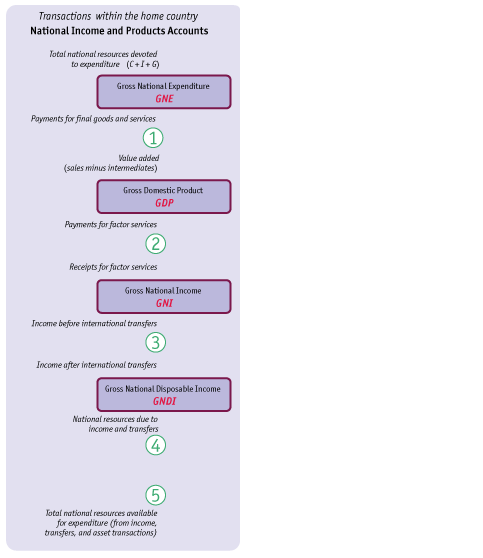 Transactions within the home country
National Income and Products Accounts
Total national resources devoted
to expenditure (C + I + G)
Gross National Expenditure
GNE
Payments for final goods and services
1
Value added
(sales minus intermediates)
Gross Domestic Product
GDP
Payments for factor services
2
Receipts for factor services
Gross National Income
GNI
Income before international transfers
3
Income after international transfers
Gross National Disposable Income
GNDI
National resources due to
income and transfers
4
5
Total national resources available
for expenditure (from income,
transfers, and asset transactions)